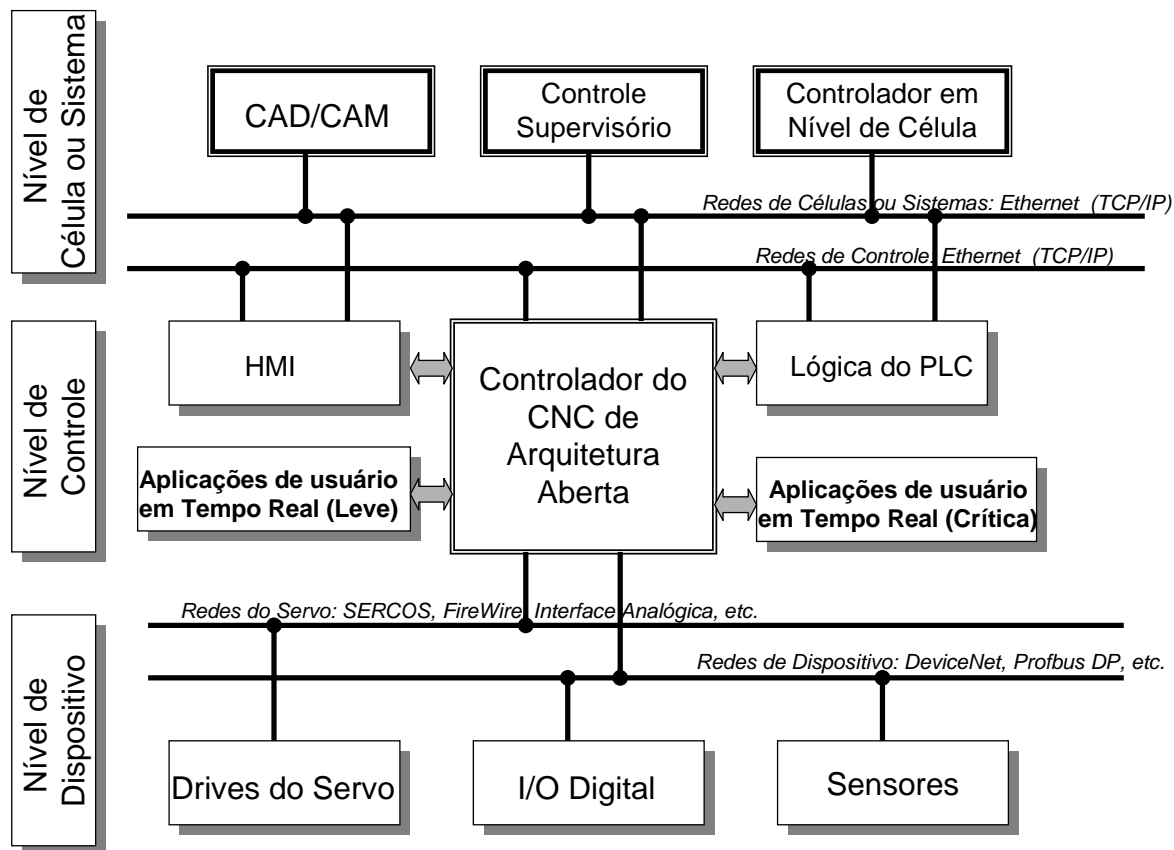 Nível de
Célula ou Sistema
CAD/CAM
Controle
Supervisório
Controlador em
Nível de Célula
Redes de Células ou Sistemas: Ethernet (TCP/IP)
Redes de Controle: Ethernet (TCP/IP)
Nível de
Controle
HMI
Controlador do
CNC de
Arquitetura
Aberta
Lógica do PLC
Aplicações de usuário
em Tempo Real (Leve)
Aplicações de usuário
em Tempo Real (Crítica)
Nível de
Dispositivo
Redes do Servo: SERCOS, FireWire, Interface Analógica, etc.
Redes de Dispositivo: DeviceNet, Profbus DP, etc.
Drives do Servo
I/O Digital
Sensores